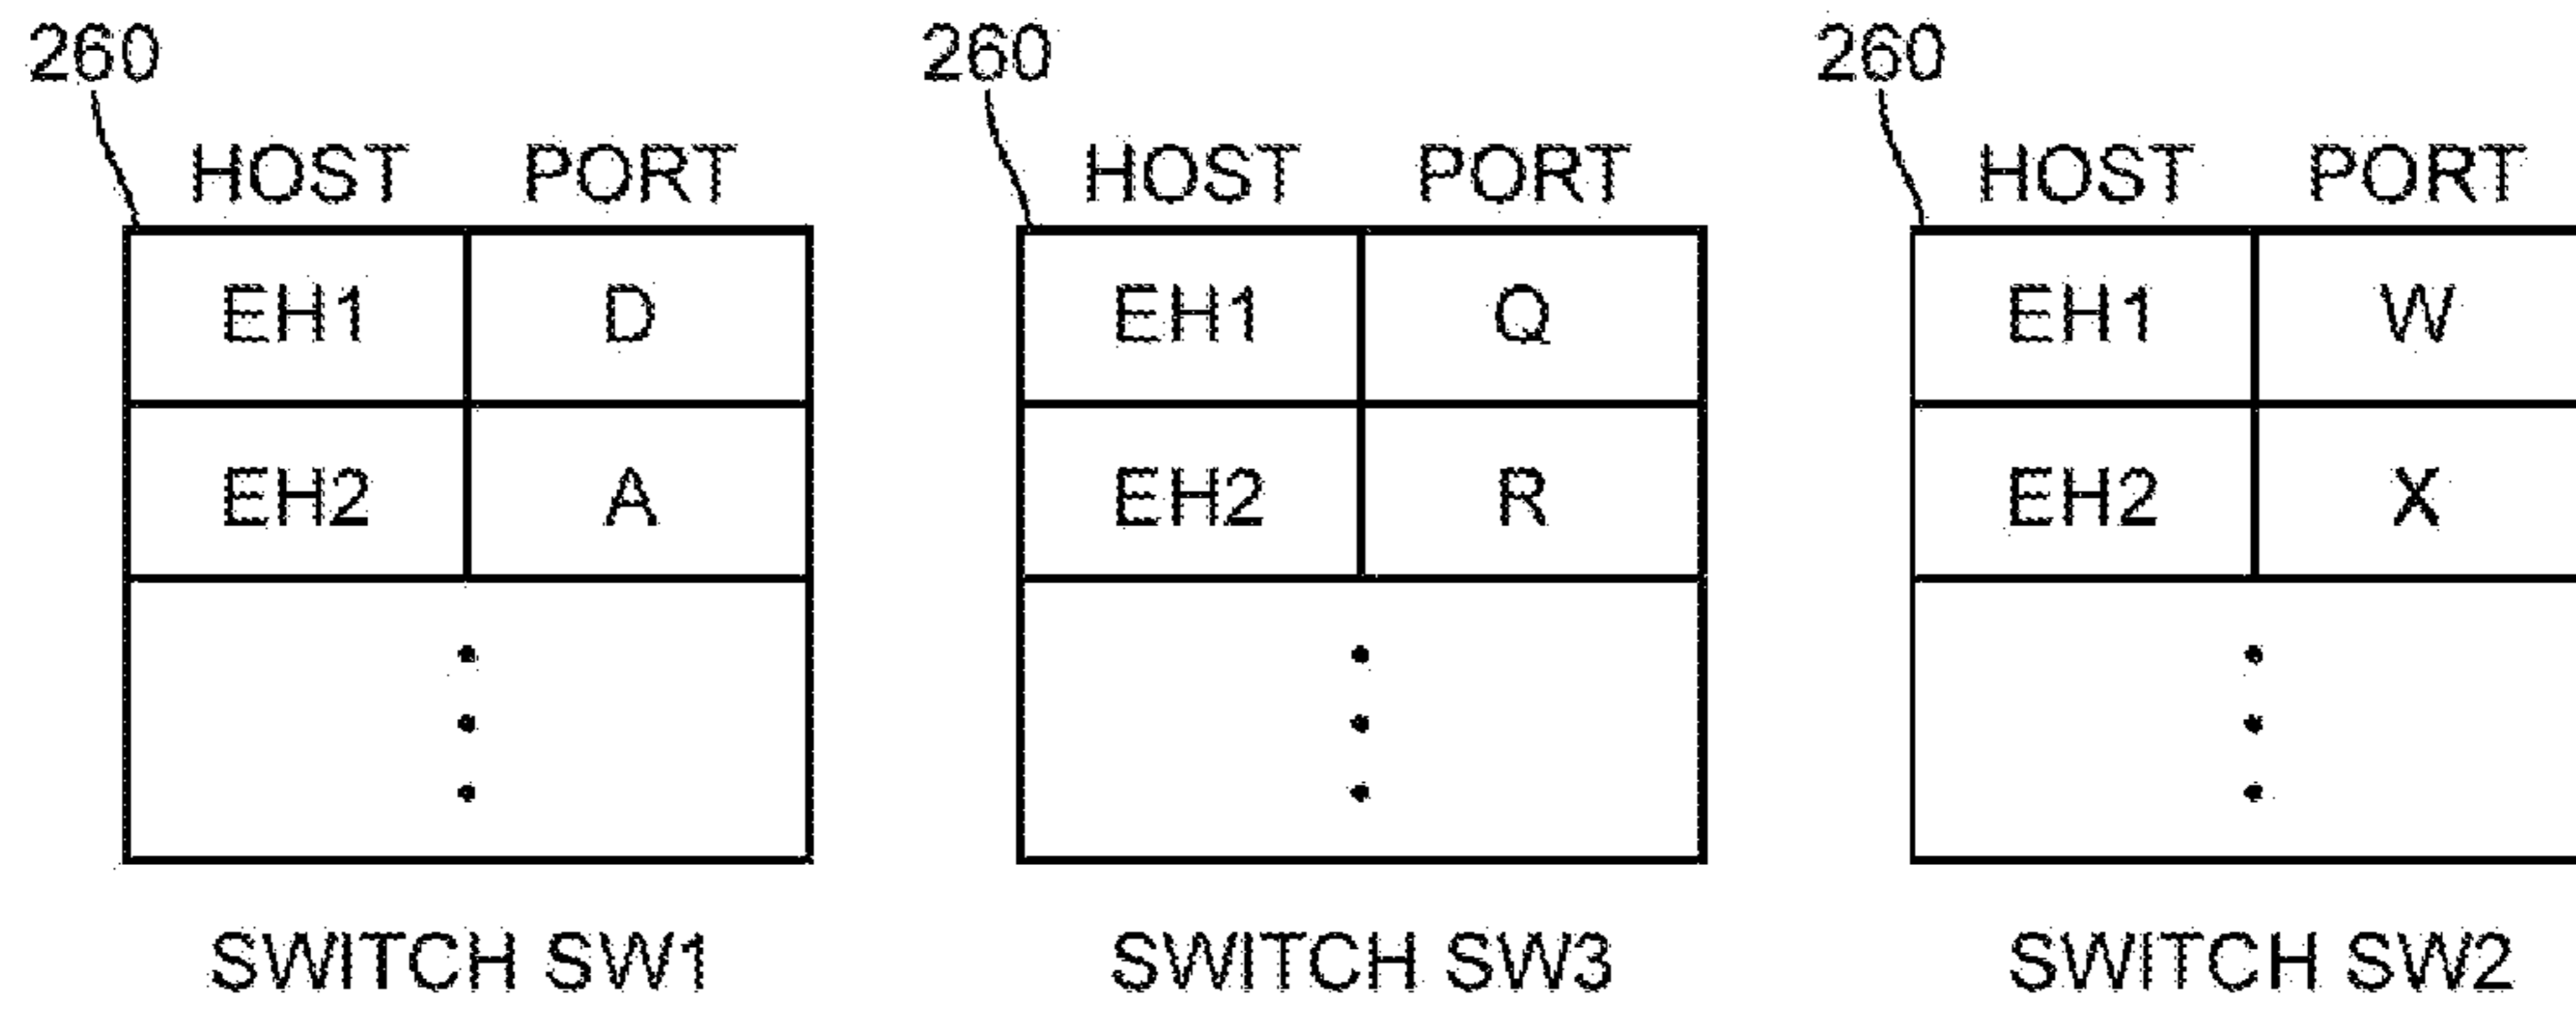 260 260 260
HOST PORT HOST PORT HOST PORT
EH1 D EH1 Q EH1 W
EH2 A EH2 R EH2 X
SWITCH SW1 SWITCH SW3 SWITCH SW2